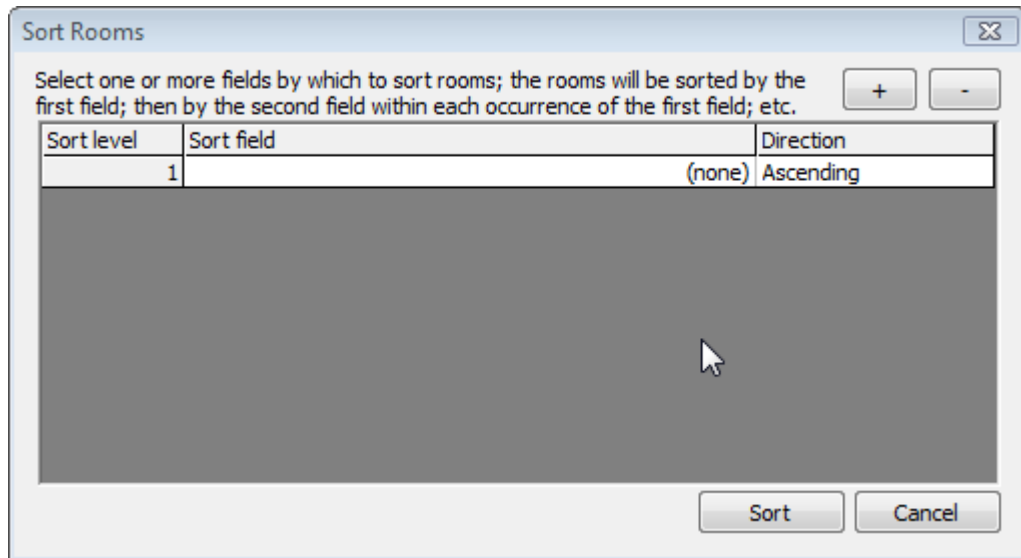 Sort Rooms
Select one or more fields by which to sort rooms; the rooms will be sorted by the
first field; then by the second field within each occurrence of the first field; etc.
+ -
Sort level Sort field Direction
1 (none) Ascending
Sort Cancel